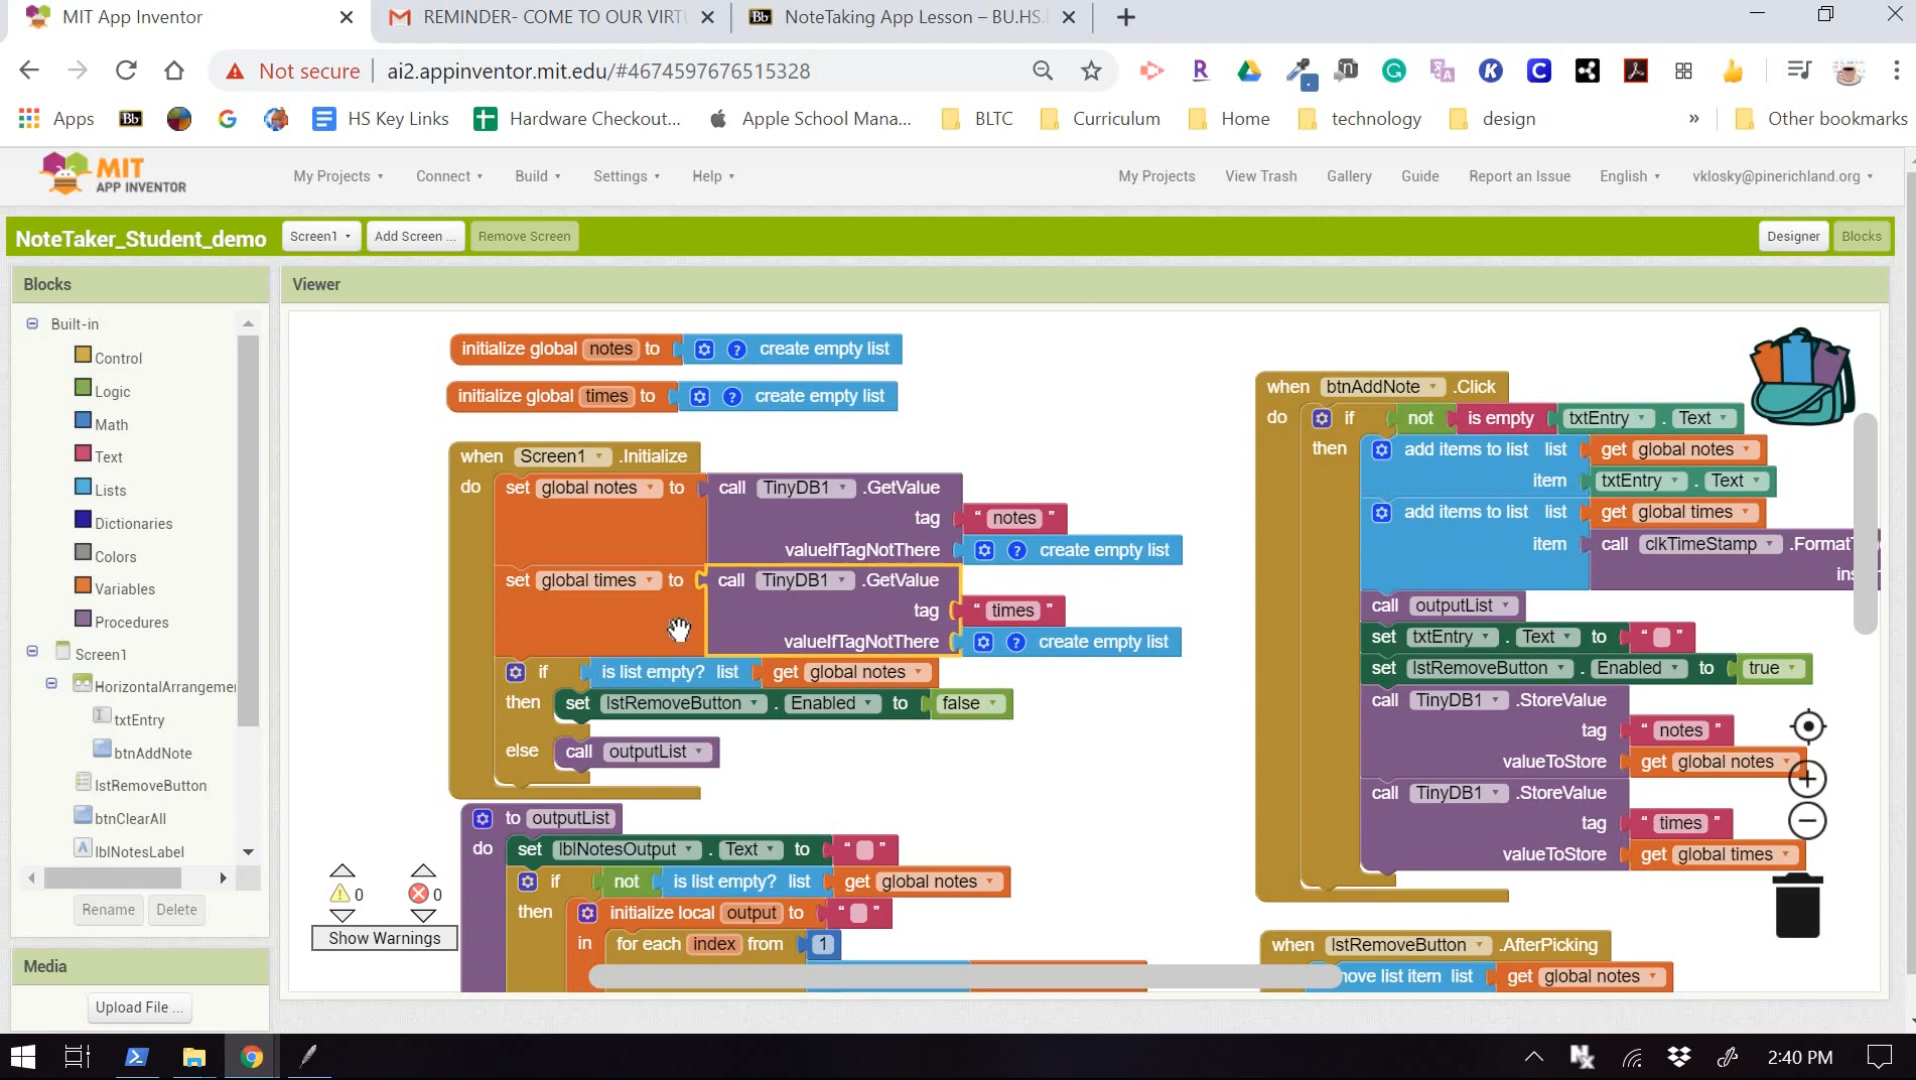 MIT App Inventor
REMINDER- COME TO OUR VIRTU
NoteTaking App Lesson – BU.HS.
Not secure
ai2.appinventor.mit.edu/#4674597676515328
Apps
Bb
HS Key Links
Hardware Checkout...
Apple School Mana...
BLTC
Curriculum
Home
technology
design
»
Other bookmarks
MIT
APP INVENTOR
My Projects
Connect
Build
Settings
Help
My Projects
View Trash
Gallery
Guide
Report an Issue
English
vklosky@pinerichland.org
NoteTaker_Student_demo
Screen1
Add Screen ...
Remove Screen
Designer
Blocks
Blocks
Viewer
Built-in
Control
Logic
Math
Text
Lists
Dictionaries
Colors
Variables
Procedures
Screen1
HorizontalArrangeme
txtEntry
btnAddNote
lstRemoveButton
btnClearAll
lblNotesLabel
Rename
Delete
Media
Upload File ...
initialize global notes to create empty list
initialize global times to create empty list
when Screen1 .Initialize
do set global notes to call TinyDB1 .GetValue
tag " notes "
valueIfTagNotThere create empty list
set global times to call TinyDB1 .GetValue
tag " times "
valueIfTagNotThere create empty list
if is list empty? list get global notes
then set lstRemoveButton . Enabled to false
else call outputList
to outputList
do set lblNotesOutput . Text to " "
if not is list empty? list get global notes
then initialize local output to " "
in for each index from 1
0
0
Show Warnings
when btnAddNote .Click
do if not is empty txtEntry . Text
then add items to list list get global notes
item txtEntry . Text
add items to list list get global times
item call clkTimeStamp .FormatT
ins
call outputList
set txtEntry . Text to " "
set lstRemoveButton . Enabled to true
call TinyDB1 .StoreValue
tag " notes "
valueToStore get global notes
call TinyDB1 .StoreValue
tag " times "
valueToStore get global times
when lstRemoveButton .AfterPicking
move list item list get global notes
2:40 PM